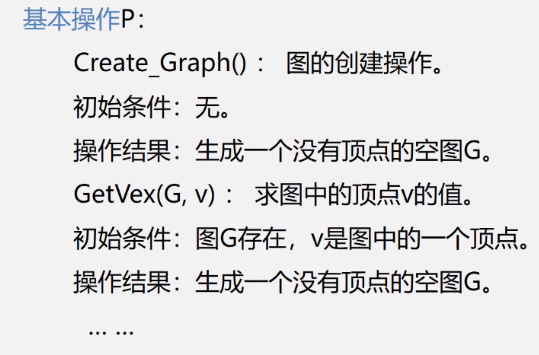 基本操作P：
Create_Graph() ： 图的创建操作。
初始条件：无。
操作结果：生成一个没有顶点的空图G。
GetVex(G, v) ： 求图中的顶点v的值。
初始条件：图G存在，v是图中的一个顶点。
操作结果：生成一个没有顶点的空图G。
... ...